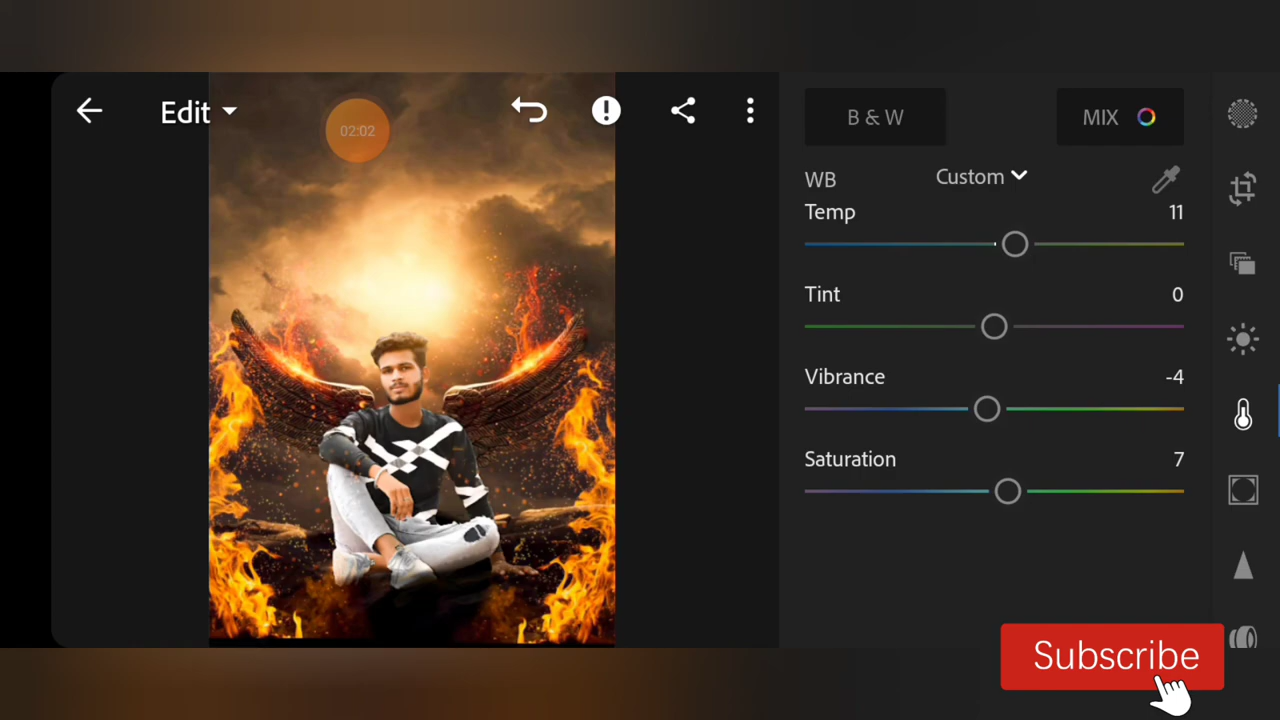 Edit
02:02
B & W
MIX
WB
Custom
Temp
11
Tint
0
Vibrance
-4
Saturation
7
Subscribe